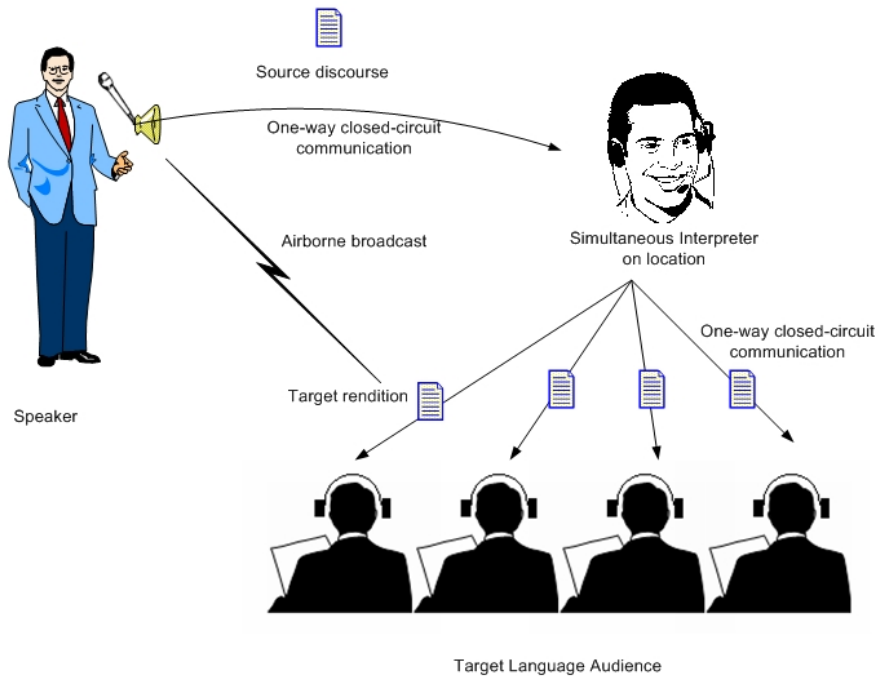 Source discourse
One-way closed-circuit
communication
Airborne broadcast
Simultaneous Interpreter
on location
One-way closed-circuit
communication
Target rendition
Speaker
Target Language Audience